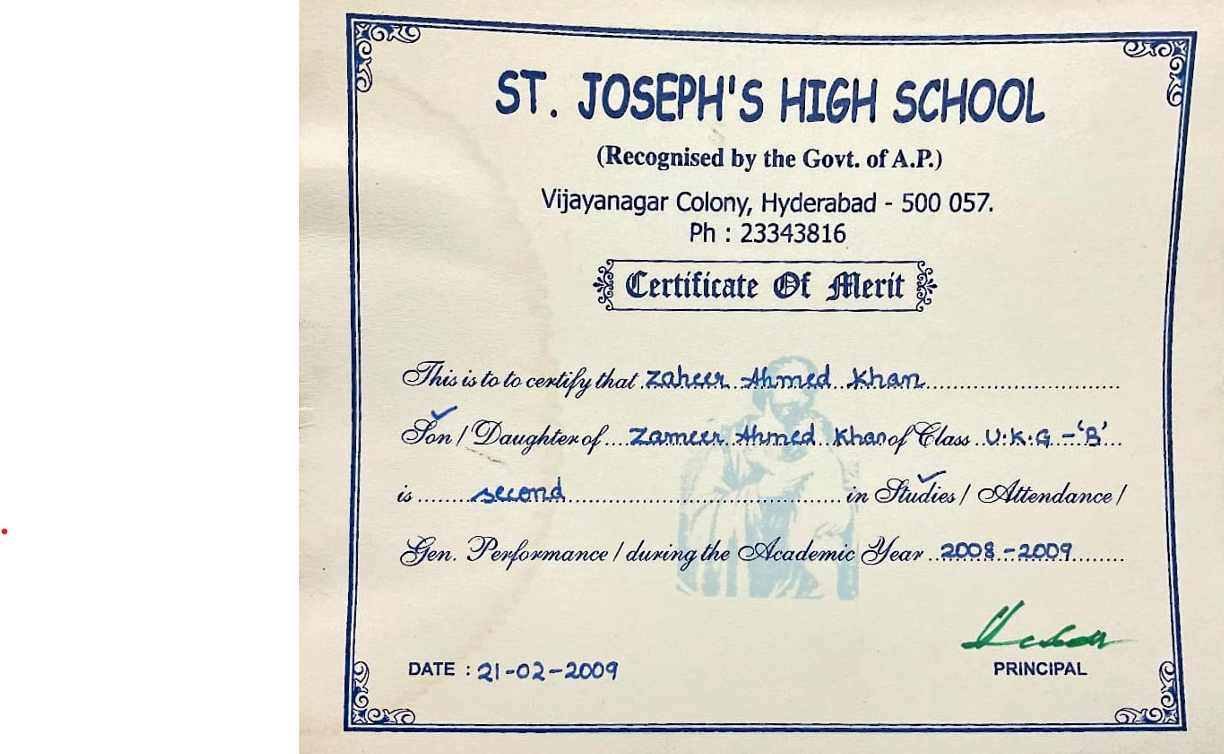 ST. JOSEPH'S HIGH SCHOOL
(Recognised by the Govt. of A.P.)
Vijayanagar Colony, Hyderabad - 500 057.
Ph : 23343816
Certificate Of Merit
This is to to certify that Zaheer Ahmed Khan
Son / Daughter of Zameer Ahmed Khan of Class U.K.G - 'B'
is second in Studies / Attendance /
Gen. Performance / during the Academic Year 2008 - 2009
DATE : 21-02-2009
PRINCIPAL